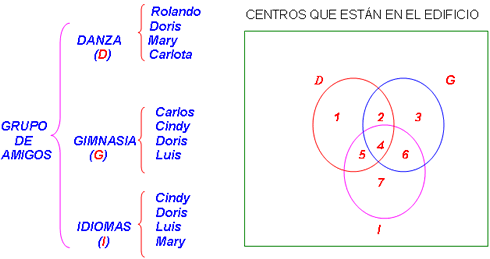 CENTROS QUE ESTÁN EN EL EDIFICIO
GRUPO
DE
AMIGOS
DANZA
(D)
Rolando
Doris
Mary
Carlota
GIMNASIA
(G)
Carlos
Cindy
Doris
Luis
IDIOMAS
(I)
Cindy
Doris
Luis
Mary
D
G
1
2
3
4
5
6
7
I